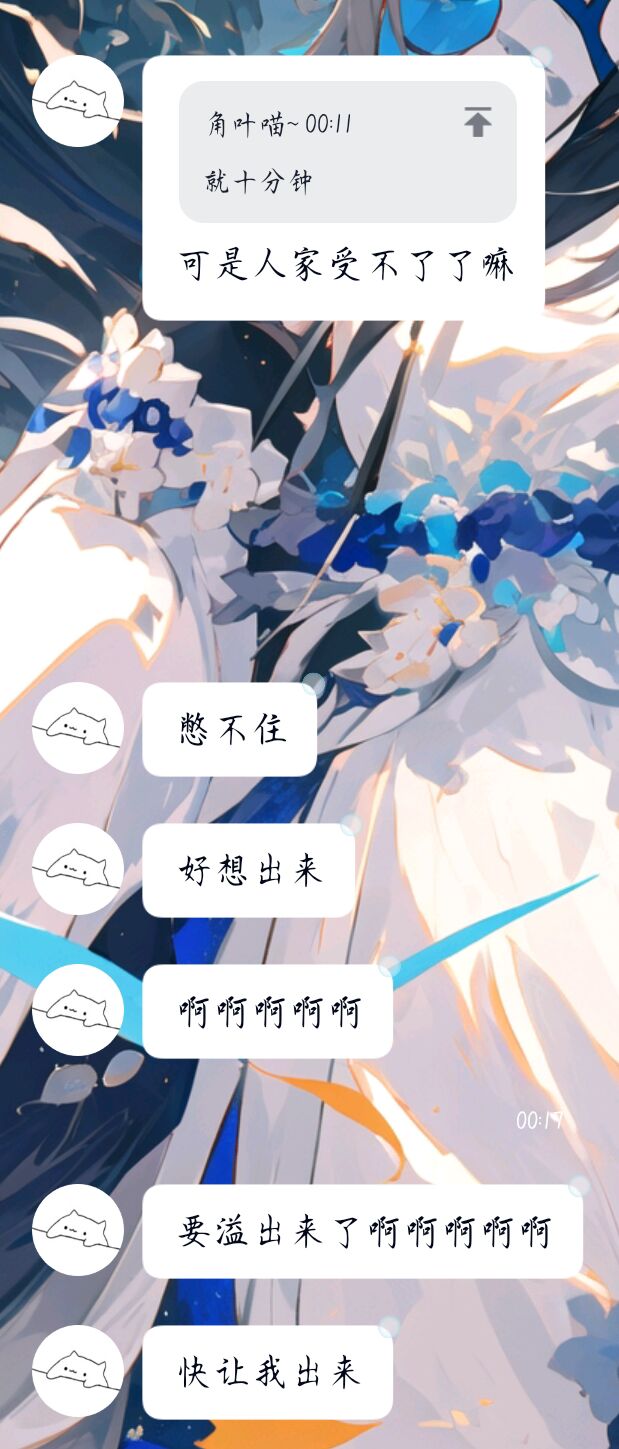 角叶喵~ 00:11
就十分钟
可是人家受不了了嘛
憋不住
好想出来
啊啊啊啊啊
00:17
要溢出来了啊啊啊啊啊
快让我出来